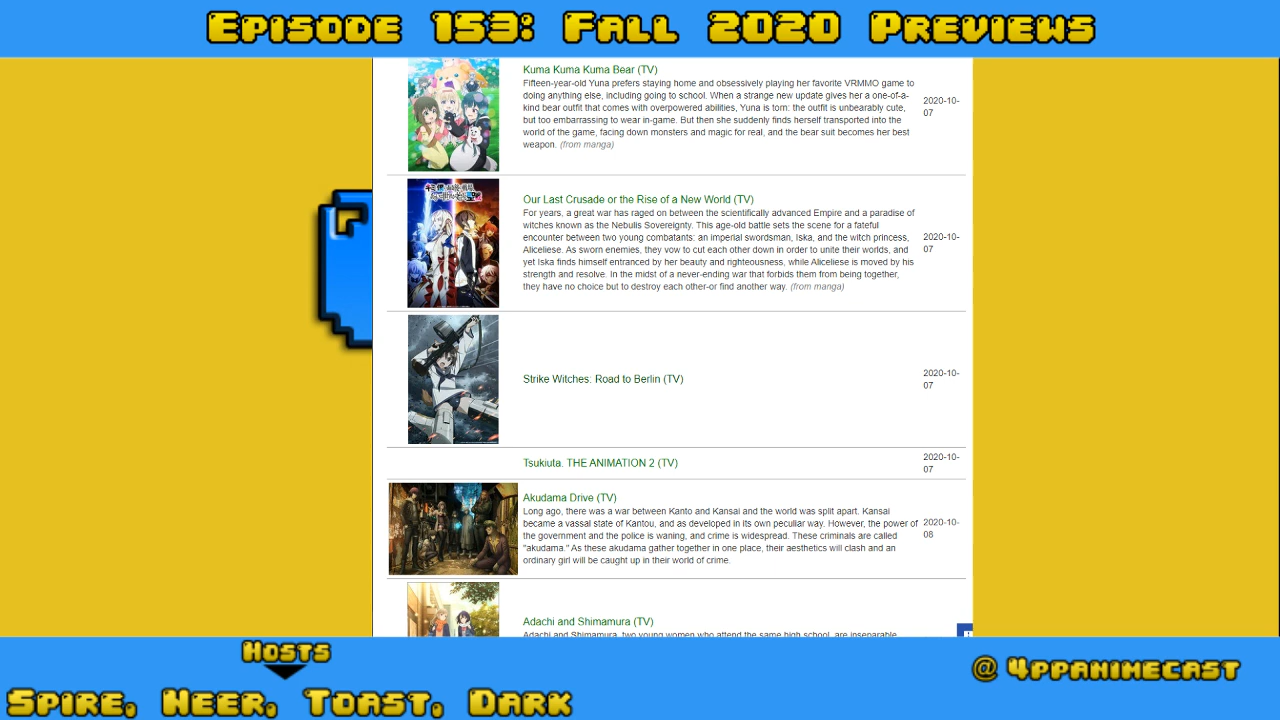 Episode 153: Fall 2020 Previews
Kuma Kuma Kuma Bear (TV)
Fifteen-year-old Yuna prefers staying home and obsessively playing her favorite VRMMO game to
doing anything else, including going to school. When a strange new update gives her a one-of-a-
kind bear outfit that comes with overpowered abilities, Yuna is torn: the outfit is unbearably cute,
but too embarrassing to wear in-game. But then she suddenly finds herself transported into the
world of the game, facing down monsters and magic for real, and the bear suit becomes her best
weapon. (from manga)
2020-10-
07
Our Last Crusade or the Rise of a New World (TV)
For years, a great war has raged on between the scientifically advanced Empire and a paradise of
witches known as the Nebulis Sovereignty. This age-old battle sets the scene for a fateful
encounter between two young combatants: an imperial swordsman, Iska, and the witch princess,
Aliceliese. As sworn enemies, they vow to cut each other down in order to unite their worlds, and
yet Iska finds himself entranced by her beauty and righteousness, while Aliceliese is moved by his
strength and resolve. In the midst of a never-ending war that forbids them from being together,
they have no choice but to destroy each other-or find another way. (from manga)
2020-10-
07
Strike Witches: Road to Berlin (TV)
2020-10-
07
Tsukiuta. THE ANIMATION 2 (TV)
2020-10-
07
Akudama Drive (TV)
Long ago, there was a war between Kanto and Kansai and the world was split apart. Kansai
became a vassal state of Kantou, and as developed in its own peculiar way. However, the power of
the government and the police is waning, and crime is widespread. These criminals are called
"akudama." As these akudama gather together in one place, their aesthetics will clash and an
ordinary girl will be caught up in their world of crime.
2020-10-
08
Adachi and Shimamura (TV)
Adachi and Shimamura, two young women who attend the same high school, are inseparable
Hosts
Spire, Neer, Toast, Dark
@ 4ppanimecast